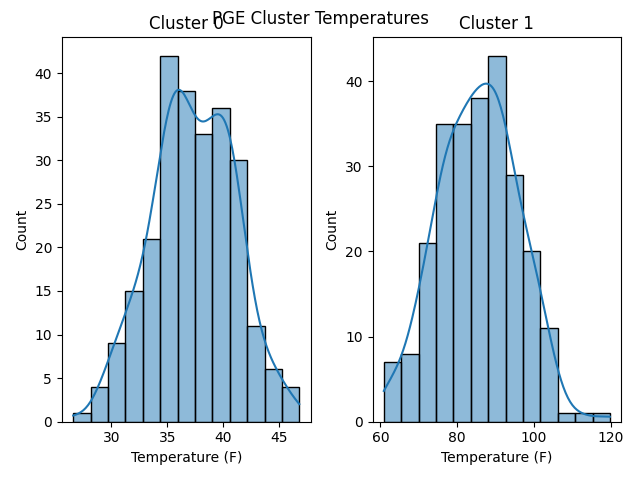 PGE Cluster Temperatures
Cluster 0
Cluster 1
Count
40
35
30
25
20
15
10
5
0
30 35 40 45
Temperature (F)
Count
40
30
20
10
0
60 80 100 120
Temperature (F)